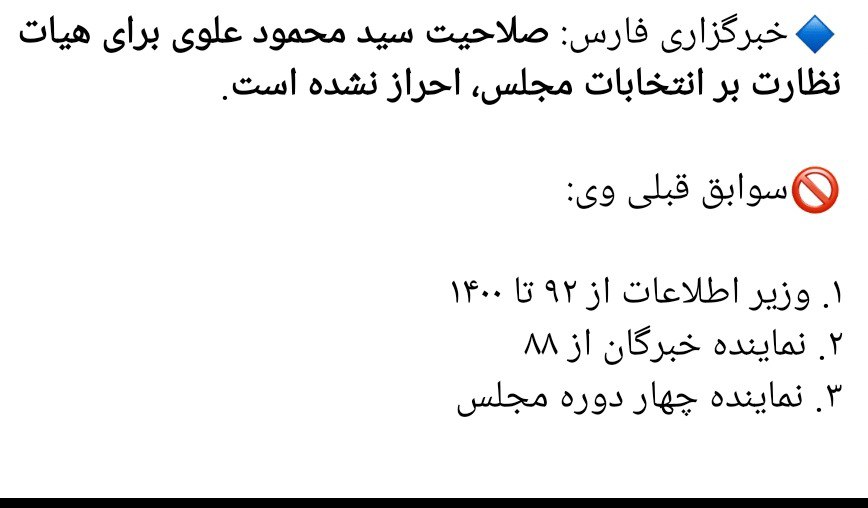 🔷خبرگزاری فارس: صلاحیت سید محمود علوی برای هیات
نظارت بر انتخابات مجلس، احراز نشده است.
🚫سوابق قبلی وی:
۱. وزیر اطلاعات از ۹۲ تا ۱۴۰۰
۲. نماینده خبرگان از ۸۸
۳. نماینده چهار دوره مجلس